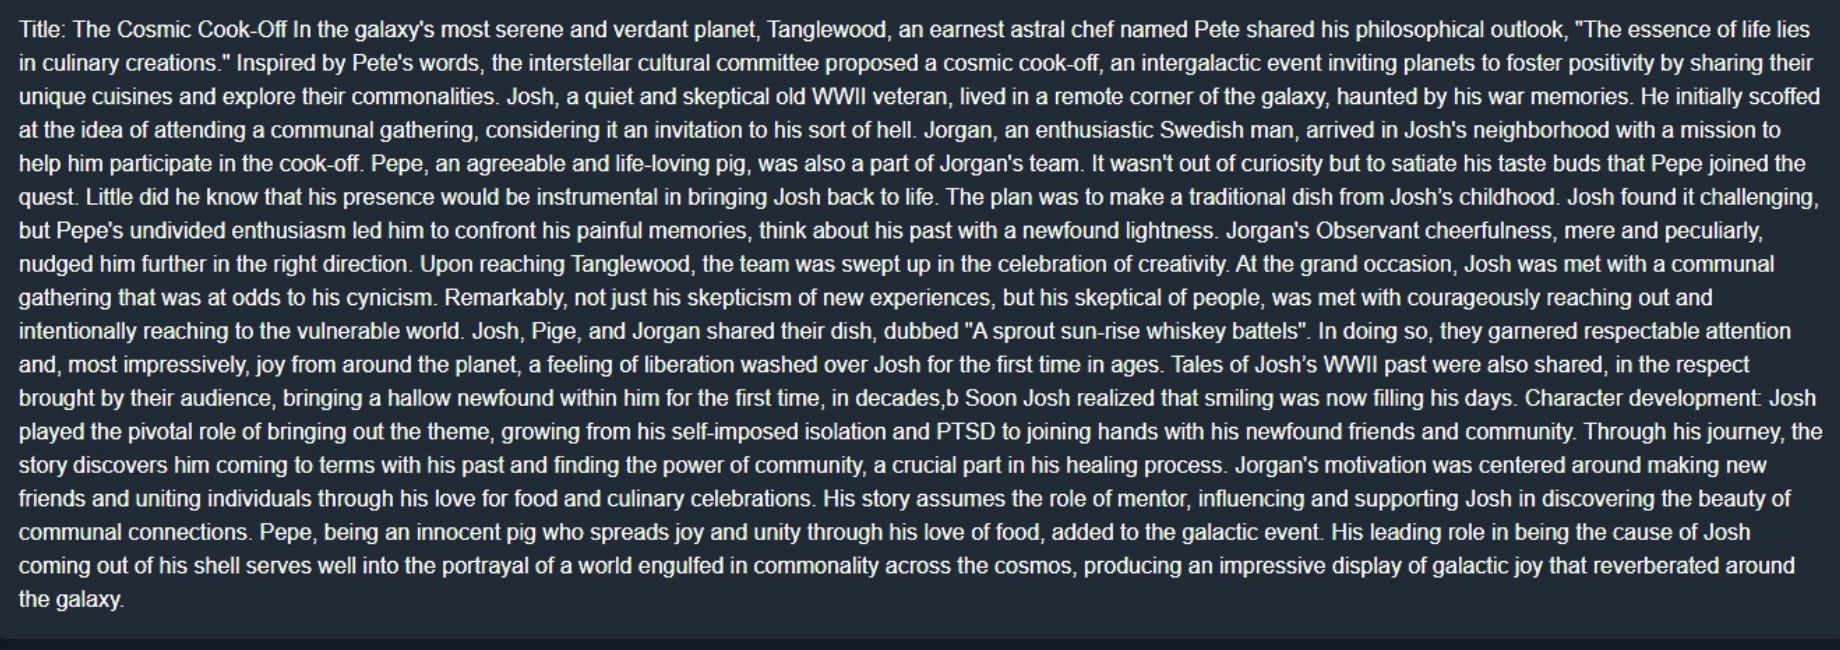 Title: The Cosmic Cook-Off In the galaxy's most serene and verdant planet, Tanglewood, an earnest astral chef named Pete shared his philosophical outlook, "The essence of life lies
in culinary creations." Inspired by Pete's words, the interstellar cultural committee proposed a cosmic cook-off, an intergalactic event inviting planets to foster positivity by sharing their
unique cuisines and explore their commonalities. Josh, a quiet and skeptical old WWII veteran, lived in a remote corner of the galaxy, haunted by his war memories. He initially scoffed
at the idea of attending a communal gathering, considering it an invitation to his sort of hell. Jorgan, an enthusiastic Swedish man, arrived in Josh's neighborhood with a mission to
help him participate in the cook-off. Pepe, an agreeable and life-loving pig, was also a part of Jorgan's team. It wasn't out of curiosity but to satiate his taste buds that Pepe joined the
quest. Little did he know that his presence would be instrumental in bringing Josh back to life. The plan was to make a traditional dish from Josh’s childhood. Josh found it challenging,
but Pepe's undivided enthusiasm led him to confront his painful memories, think about his past with a newfound lightness. Jorgan's Observant cheerfulness, mere and peculiarly,
nudged him further in the right direction. Upon reaching Tanglewood, the team was swept up in the celebration of creativity. At the grand occasion, Josh was met with a communal
gathering that was at odds to his cynicism. Remarkably, not just his skepticism of new experiences, but his skeptical of people, was met with courageously reaching out and
intentionally reaching to the vulnerable world. Josh, Pige, and Jorgan shared their dish, dubbed "A sprout sun-rise whiskey battels". In doing so, they garnered respectable attention
and, most impressively, joy from around the planet, a feeling of liberation washed over Josh for the first time in ages. Tales of Josh’s WWII past were also shared, in the respect
brought by their audience, bringing a hallow newfound within him for the first time, in decades,b Soon Josh realized that smiling was now filling his days. Character development: Josh
played the pivotal role of bringing out the theme, growing from his self-imposed isolation and PTSD to joining hands with his newfound friends and community. Through his journey, the
story discovers him coming to terms with his past and finding the power of community, a crucial part in his healing process. Jorgan's motivation was centered around making new
friends and uniting individuals through his love for food and culinary celebrations. His story assumes the role of mentor, influencing and supporting Josh in discovering the beauty of
communal connections. Pepe, being an innocent pig who spreads joy and unity through his love of food, added to the galactic event. His leading role in being the cause of Josh
coming out of his shell serves well into the portrayal of a world engulfed in commonality across the cosmos, producing an impressive display of galactic joy that reverberated around
the galaxy.